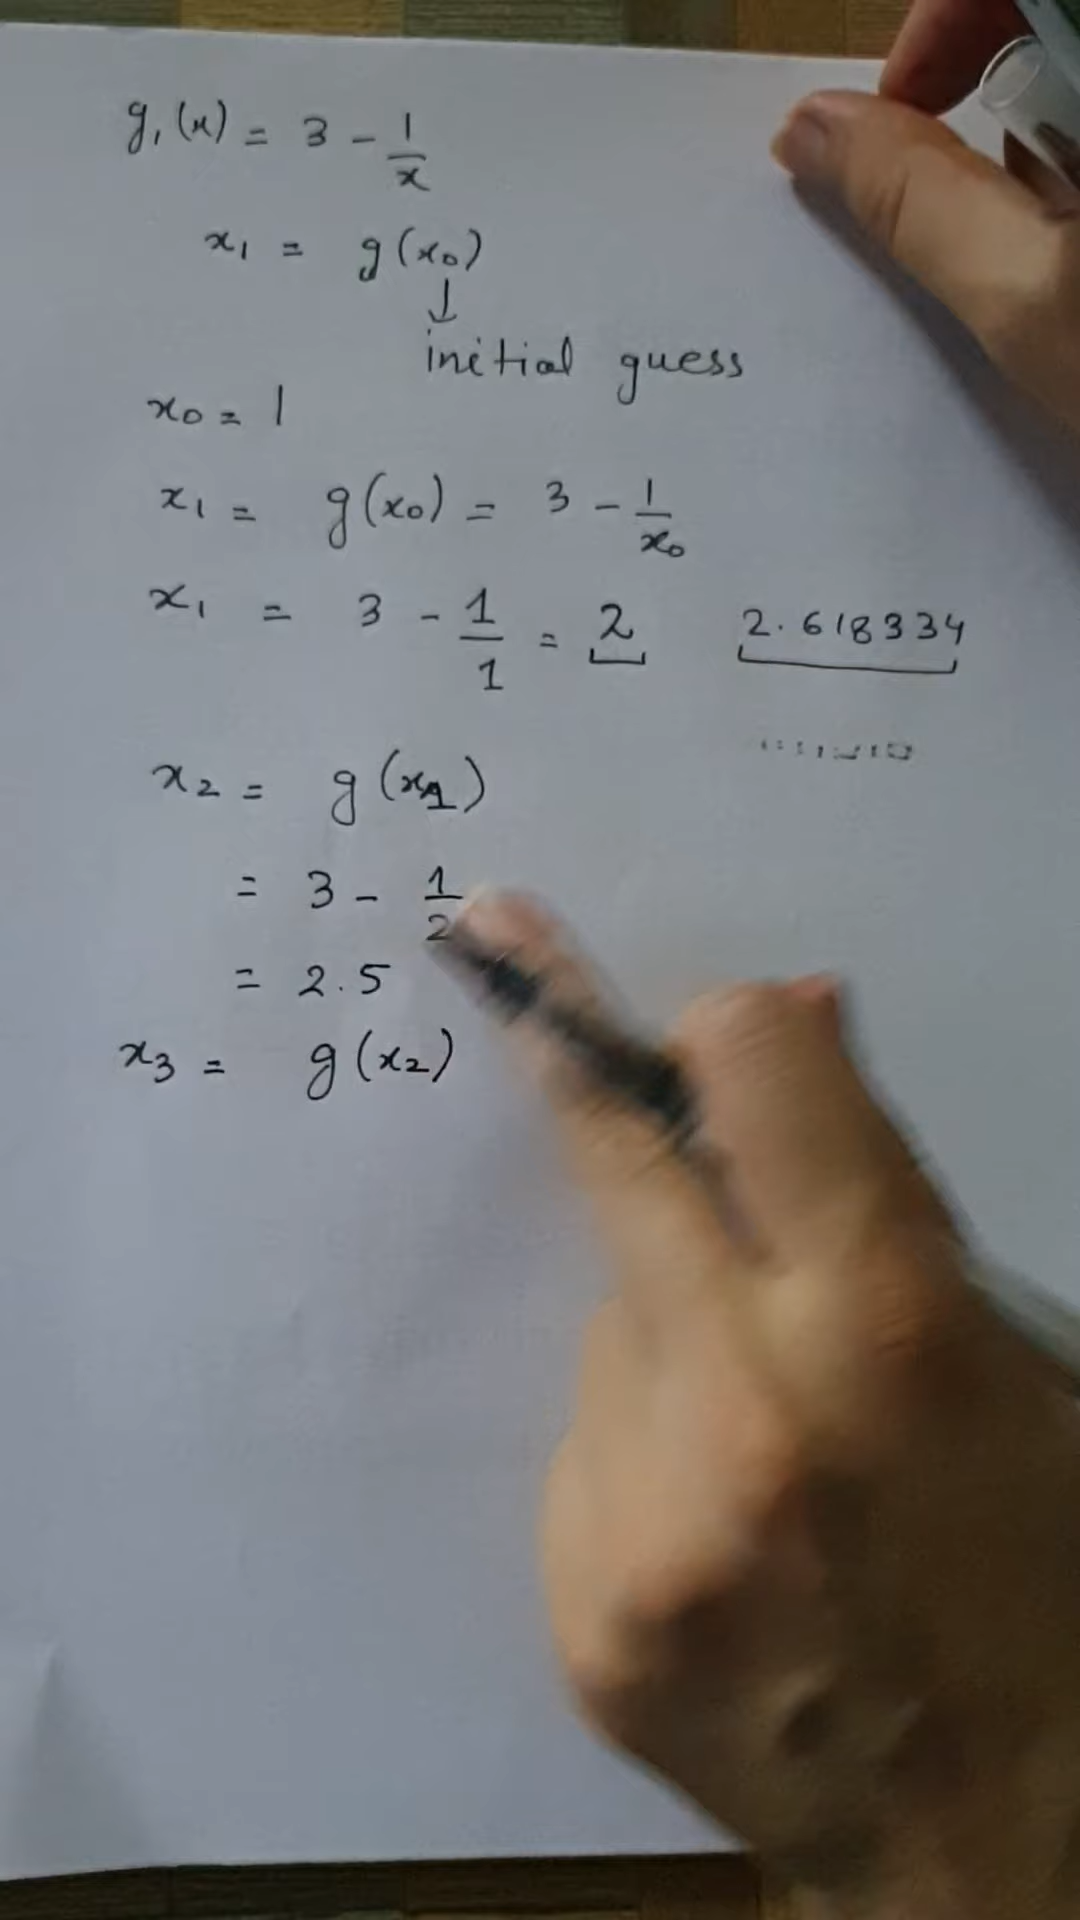 g₁(x) = 3 - 1/x
x₁ = g(x₀)
↓
initial guess
x₀ = 1
x₁ = g(x₀) = 3 - 1/x₀
x₁ = 3 - 1/1 = 2
2.618334
x₂ = g(x₁)
= 3 - 1/2
= 2.5
x₃ = g(x₂)